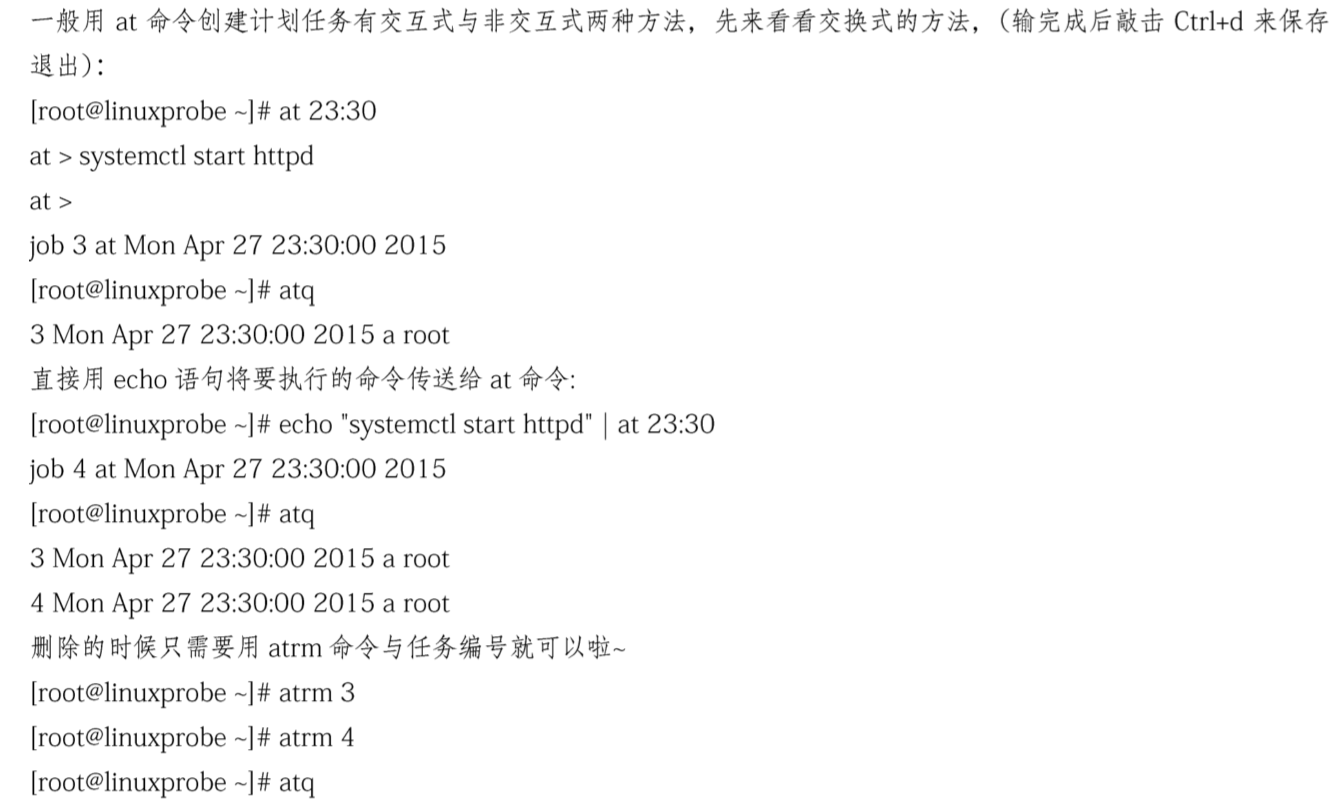 一般用 at 命令创建计划任务有交互式与非交互式两种方法，先来看看交换式的方法，（输完成后敲击 Ctrl+d 来保存
退出）：
[root@linuxprobe ~]# at 23:30
at > systemctl start httpd
at >
job 3 at Mon Apr 27 23:30:00 2015
[root@linuxprobe ~]# atq
3 Mon Apr 27 23:30:00 2015 a root
直接用 echo 语句将要执行的命令传送给 at 命令:
[root@linuxprobe ~]# echo "systemctl start httpd" | at 23:30
job 4 at Mon Apr 27 23:30:00 2015
[root@linuxprobe ~]# atq
3 Mon Apr 27 23:30:00 2015 a root
4 Mon Apr 27 23:30:00 2015 a root
删除的时候只需要用 atrm 命令与任务编号就可以啦~
[root@linuxprobe ~]# atrm 3
[root@linuxprobe ~]# atrm 4
[root@linuxprobe ~]# atq